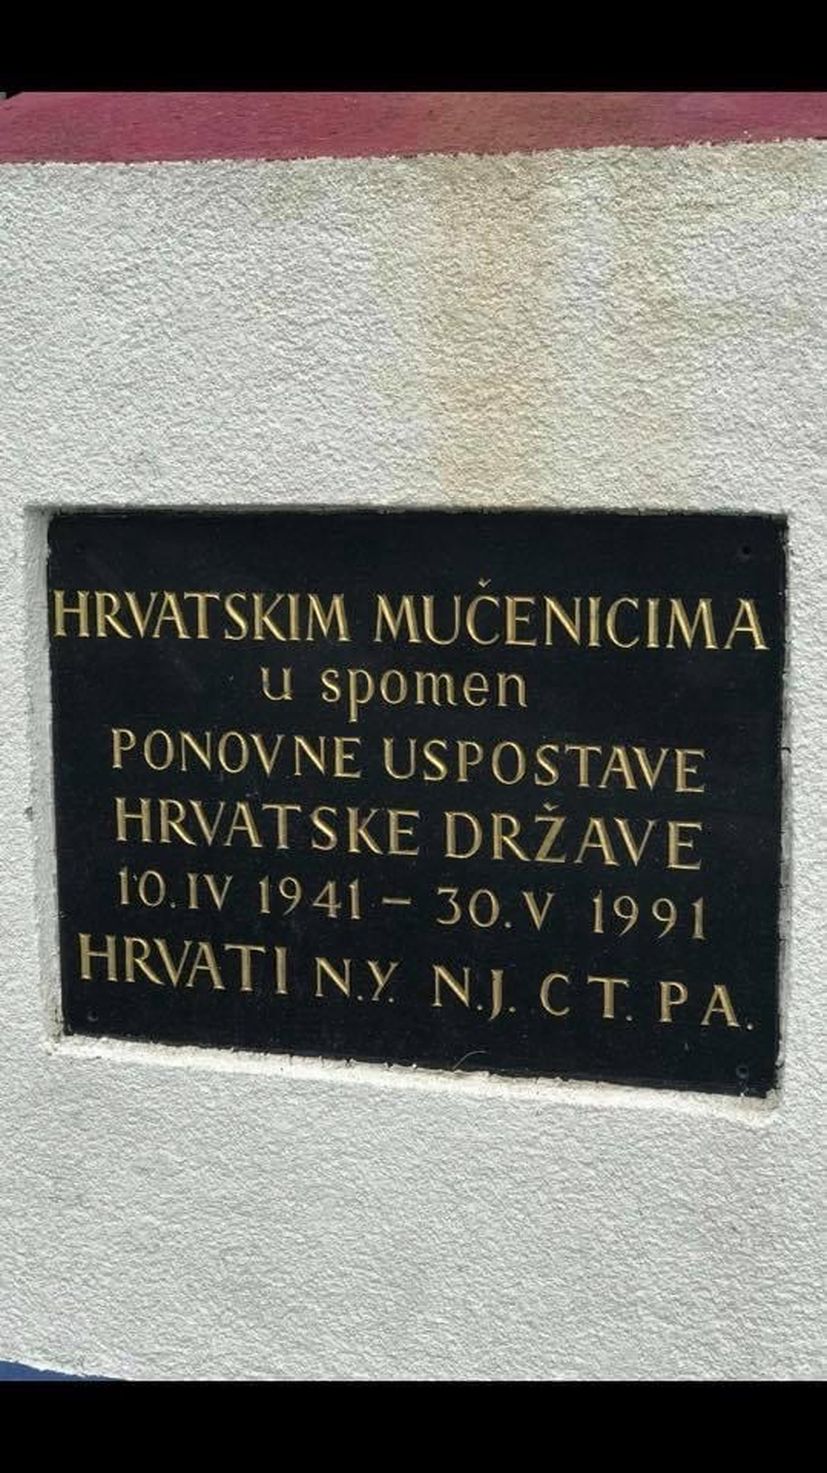 HRVATSKIM MUČENICIMA
u spomen
PONOVNE USPOSTAVE
HRVATSKE DRŽAVE
10.IV 1941 – 30.V 1991
HRVATI N.Y. N.J. CT. PA.